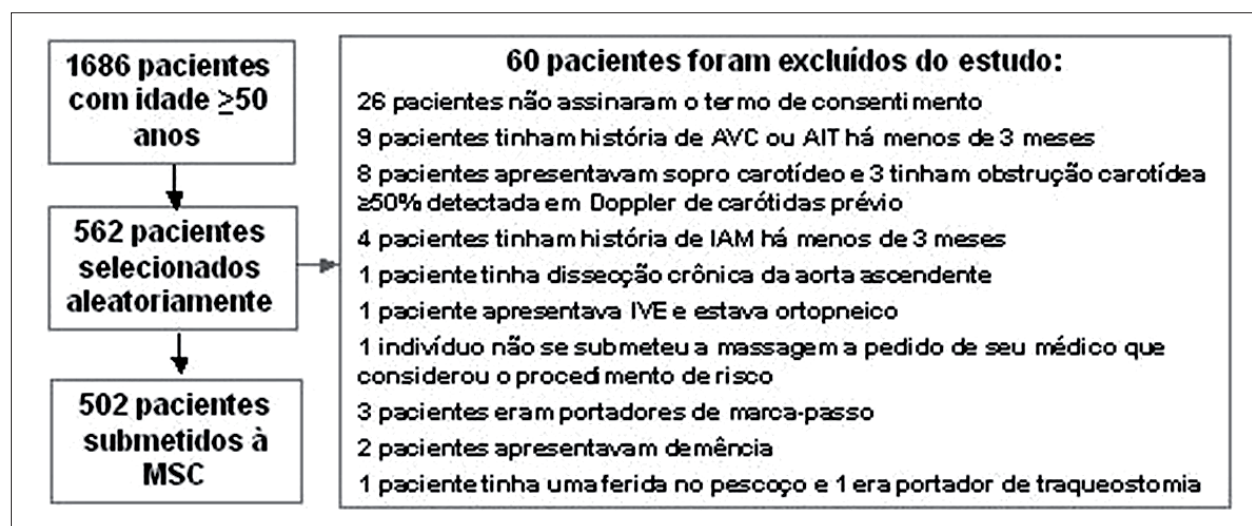 1686 pacientes
com idade ≥50
anos
562 pacientes
selecionados
aleatoriamente
502 pacientes
submetidos à
MSC
60 pacientes foram excluídos do estudo:
26 pacientes não assinaram o termo de consentimento
9 pacientes tinham história de AVC ou AIT há menos de 3 meses
8 pacientes apresentavam sopro carotídeo e 3 tinham obstrução carotídea
≥50% detectada em Doppler de carótidas prévio
4 pacientes tinham história de IAM há menos de 3 meses
1 paciente tinha dissecção crônica da aorta ascendente
1 paciente apresentava IVE e estava ortopneico
1 indivíduo não se submeteu a massagem a pedido de seu médico que
considerou o procedimento de risco
3 pacientes eram portadores de marca-passo
2 pacientes apresentavam demência
1 paciente tinha uma ferida no pescoço e 1 era portador de traqueostomia